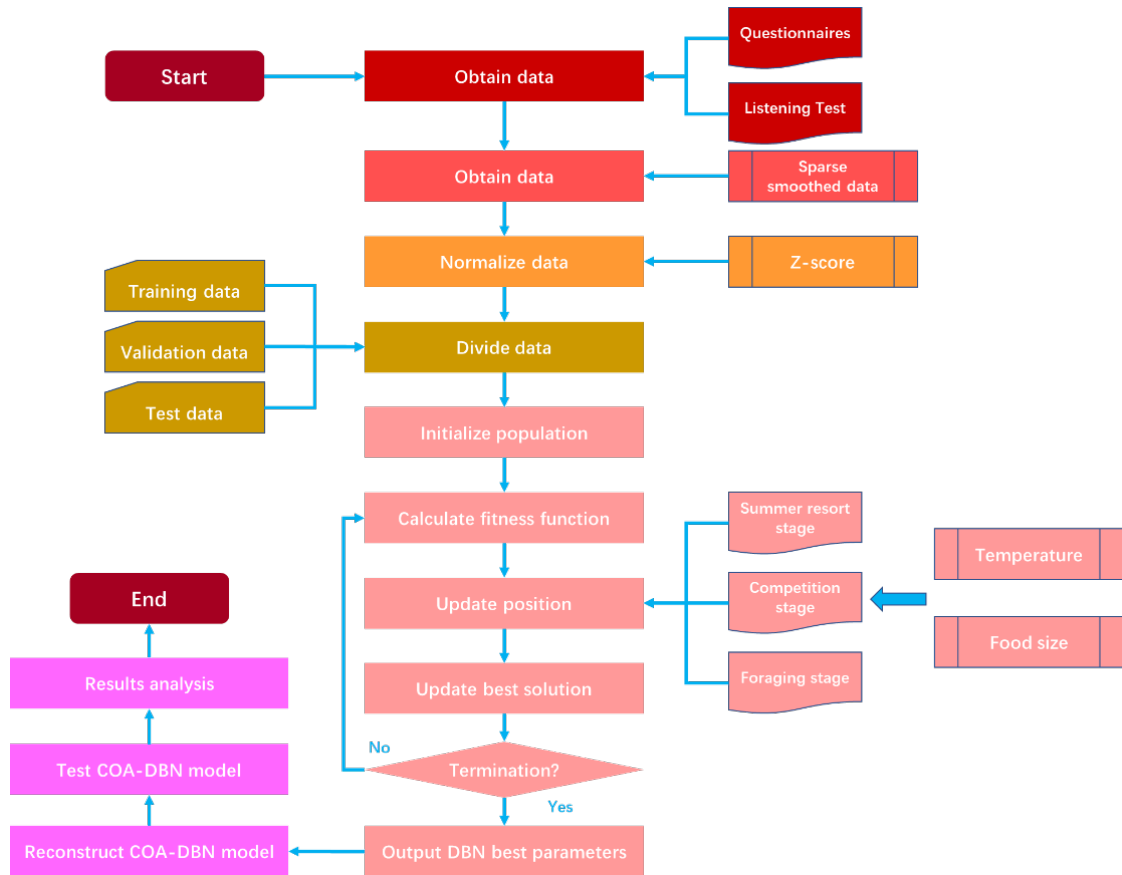 Start
Obtain data
Questionnaires
Listening Test
Obtain data
Sparse
smoothed data
Normalize data
Z-score
Training data
Validation data
Test data
Divide data
Initialize population
Calculate fitness function
Summer resort
stage
Update position
Competition
stage
Temperature
Food size
Update best solution
Foraging stage
No
Termination?
Yes
Output DBN best parameters
Reconstruct COA-DBN model
Test COA-DBN model
Results analysis
End